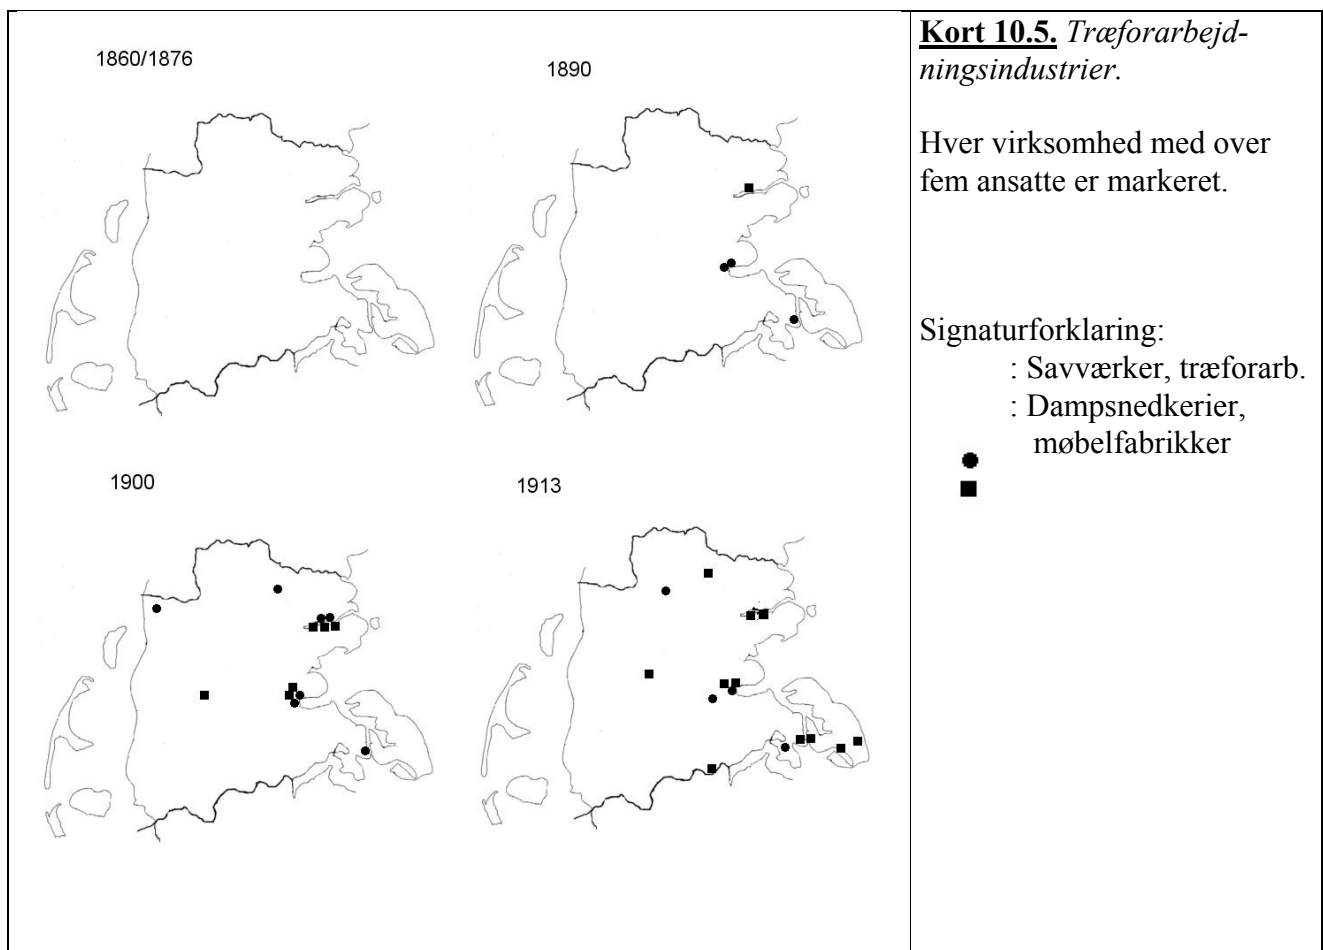 1860/1876
1890
1900
1913
Kort 10.5. Træforarbejd-
ningsindustrier.
Hver virksomhed med over
fem ansatte er markeret.
Signaturforklaring:
: Savværker, træforarb.
: Dampsnedkerier,
møbelfabrikker